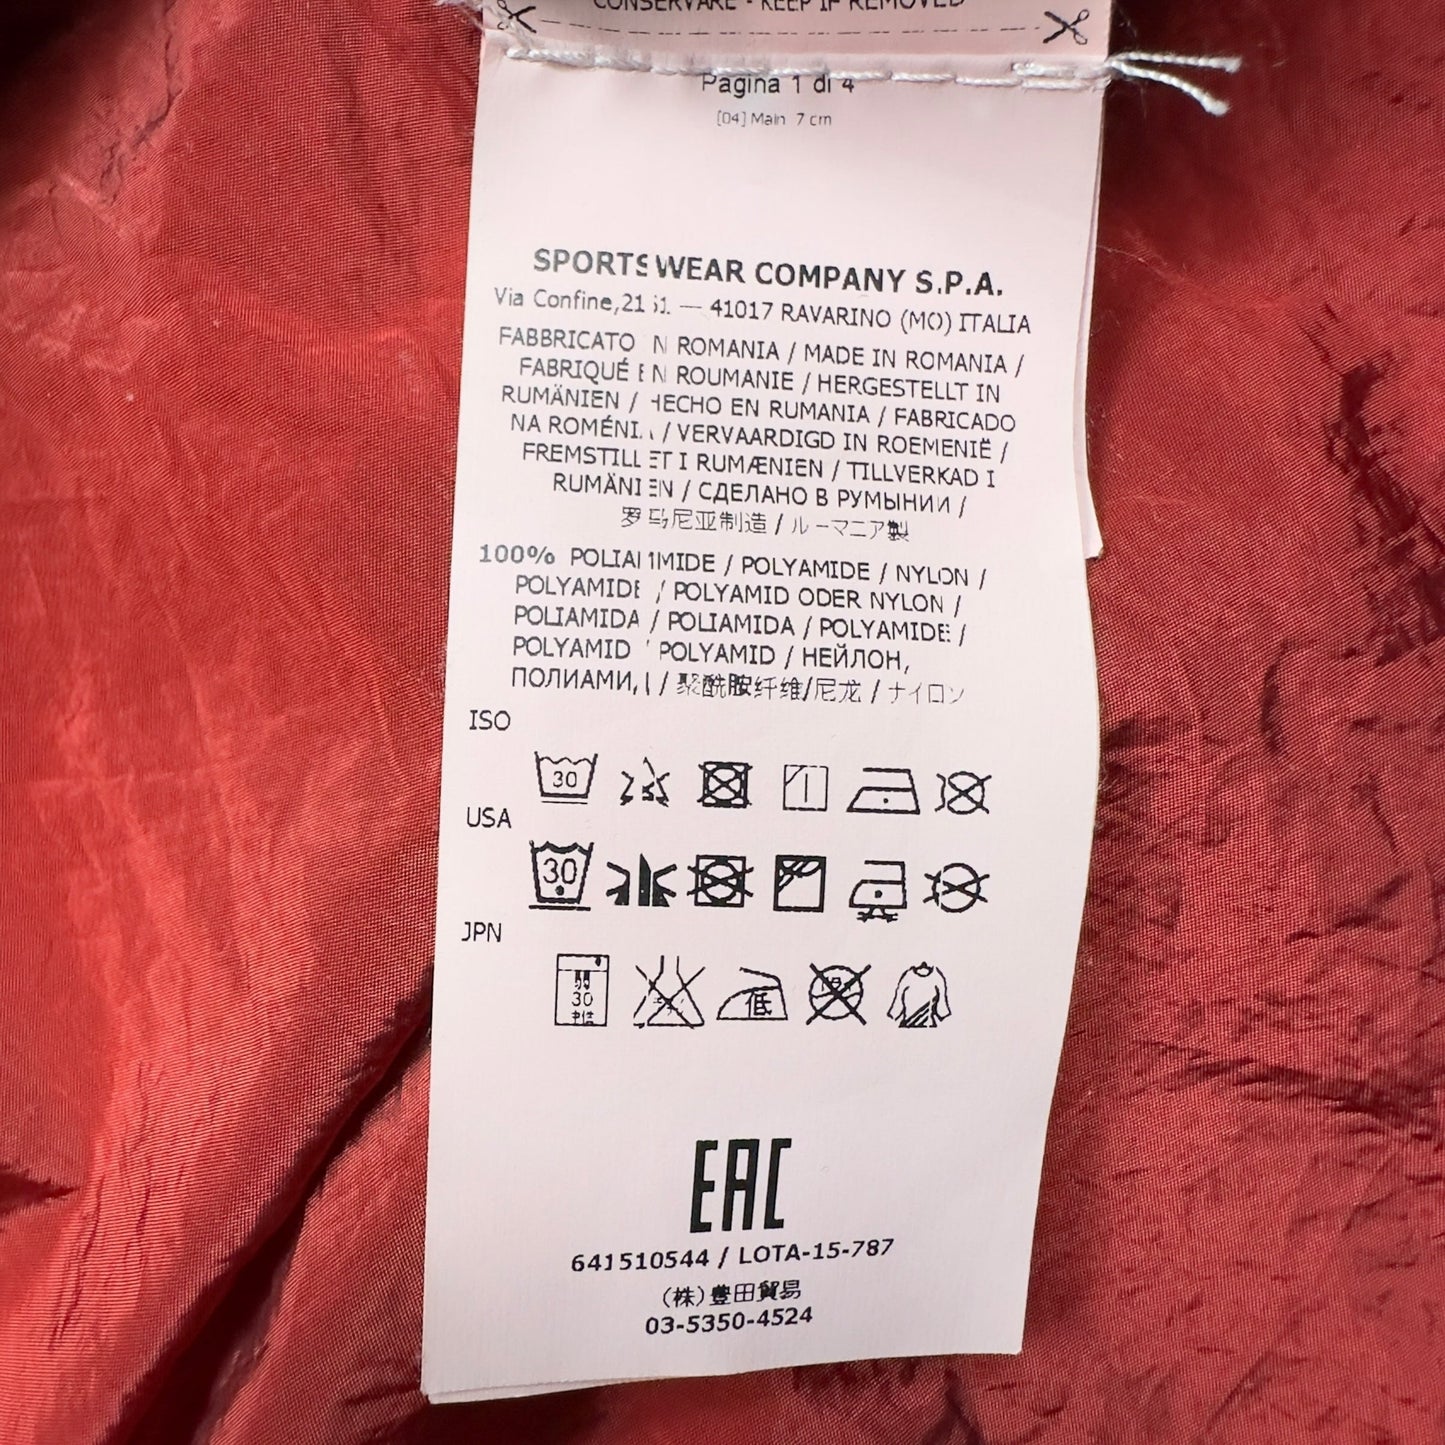 CONSERVARE - KEEP IF REMOVED
Pagina 1 di 4
[04] Main 7 cm
SPORTSWEAR COMPANY S.P.A.
Via Confine,2161 — 41017 RAVARINO (MO) ITALIA
FABBRICATO IN ROMANIA / MADE IN ROMANIA /
FABRIQUÉ EN ROUMANIE / HERGESTELLT IN
RUMÄNIEN / HECHO EN RUMANIA / FABRICADO
NA ROMÉNIA / VERVAARDIGD IN ROEMENIË /
FREMSTILLET I RUMÆNIEN / TILLVERKAD I
RUMÄNIEN / СДЕЛАНО В РУМЫНИИ /
罗马尼亚制造 / ルーマニア製
100% POLIAMMIDE / POLYAMIDE / NYLON /
POLYAMIDE / POLYAMID ODER NYLON /
POLIAMIDA / POLIAMIDA / POLYAMIDE /
POLYAMID / POLYAMID / НЕЙЛОН,
ПОЛИАМИД / 聚酰胺纤维/尼龙 / ナイロン
ISO
30
USA
30
JPN
30
低
EAC
641510544 / LOTA-15-787
(株)豊田貿易
03-5350-4524